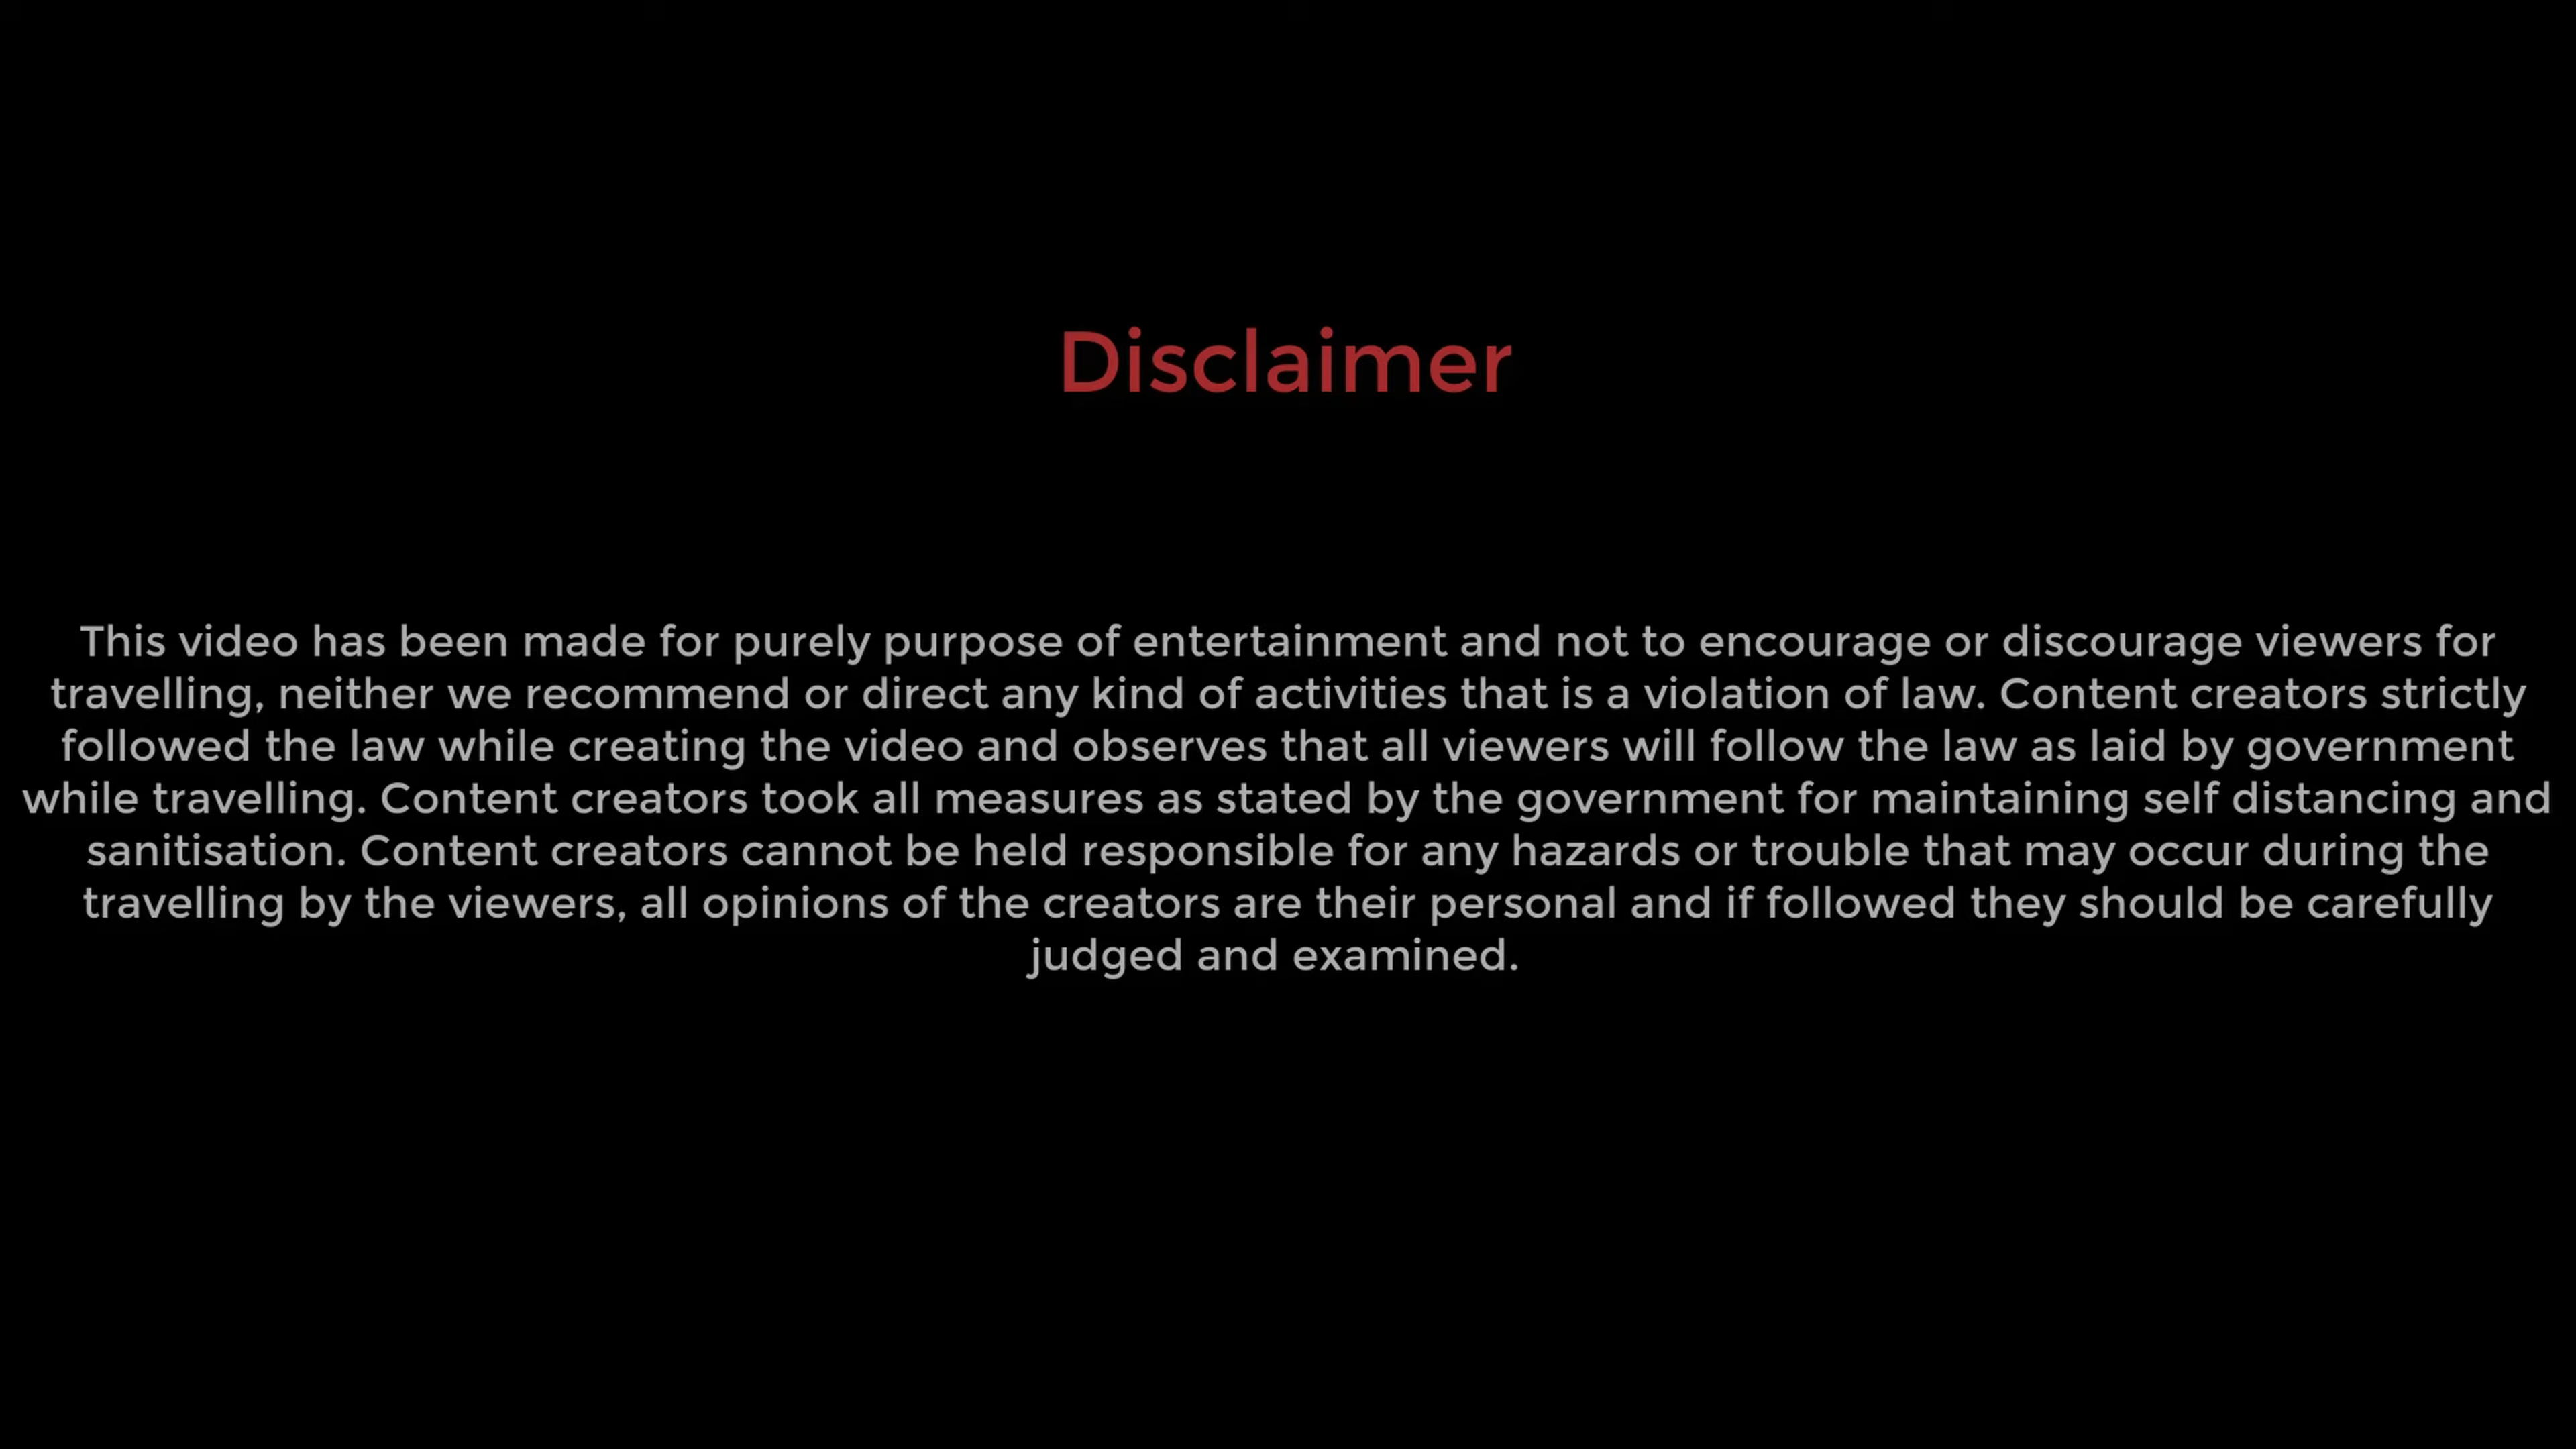 Disclaimer
This video has been made for purely purpose of entertainment and not to encourage or discourage viewers for
travelling, neither we recommend or direct any kind of activities that is a violation of law. Content creators strictly
followed the law while creating the video and observes that all viewers will follow the law as laid by government
while travelling. Content creators took all measures as stated by the government for maintaining self distancing and
sanitisation. Content creators cannot be held responsible for any hazards or trouble that may occur during the
travelling by the viewers, all opinions of the creators are their personal and if followed they should be carefully
judged and examined.